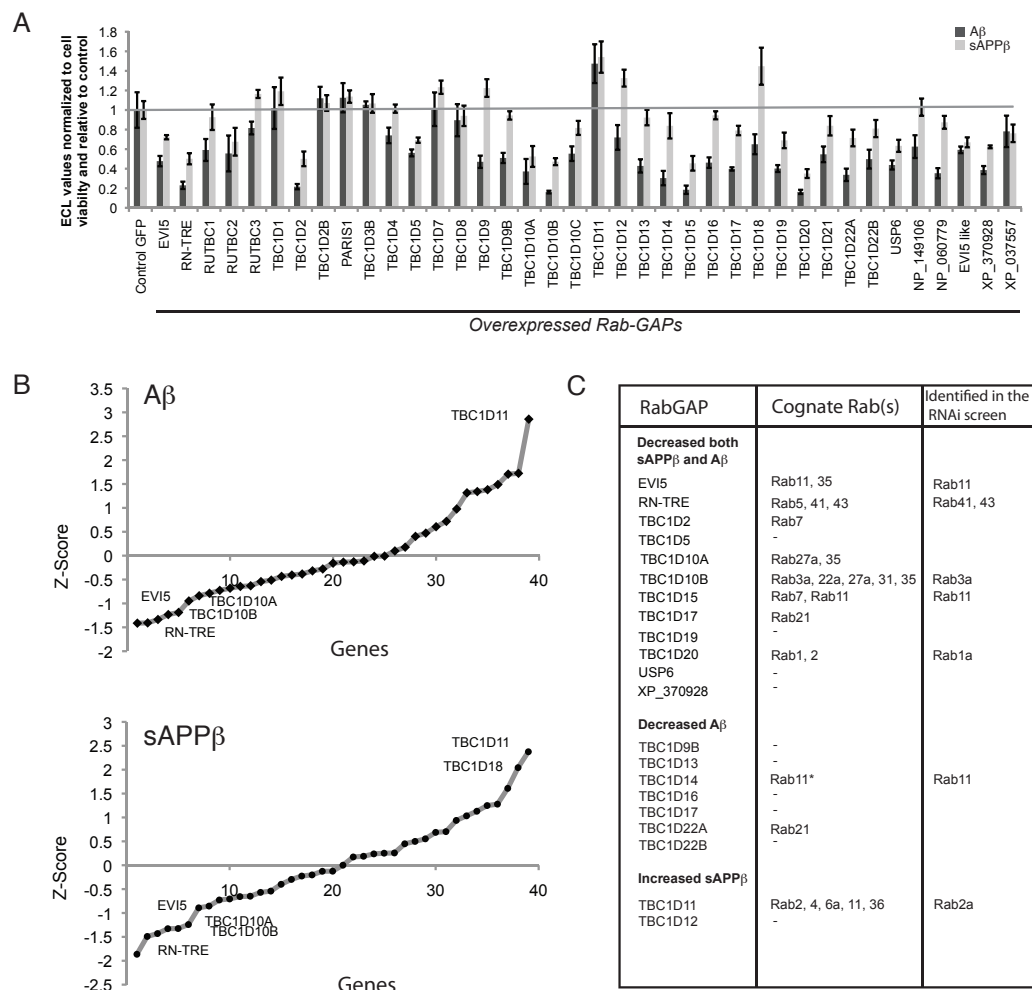 A
ECL values normalized to cell
viabilty and relative to control
1.8
1.6
1.4
1.2
1
0.8
0.6
0.4
0.2
0
Aβ
sAPPβ
Control GFP
EVI5
RN-TRE
RUTBC1
RUTBC2
RUTBC3
TBC1D1
TBC1D2
TBC1D2B
PARIS1
TBC1D3B
TBC1D4
TBC1D5
TBC1D7
TBC1D8
TBC1D9
TBC1D9B
TBC1D10A
TBC1D10B
TBC1D10C
TBC1D11
TBC1D12
TBC1D13
TBC1D14
TBC1D15
TBC1D16
TBC1D17
TBC1D18
TBC1D19
TBC1D20
TBC1D21
TBC1D22A
TBC1D22B
USP6
NP_149106
NP_060779
EVI5 like
XP_370928
XP_037557
Overexpressed Rab-GAPs
B
Aβ
Z-Score
3.5
3
2.5
2
1.5
1
0.5
0
-0.5
-1
-1.5
-2
10
20
30
40
TBC1D11
EVI5
TBC1D10A
TBC1D10B
RN-TRE
Genes
sAPPβ
Z-Score
3
2.5
2
1.5
1
0.5
0
-0.5
-1
-1.5
-2
-2.5
10
20
30
40
TBC1D11
TBC1D18
EVI5
TBC1D10A
TBC1D10B
RN-TRE
Genes
C
RabGAP Cognate Rab(s) Identified in the
RNAi screen
Decreased both
sAPPβ and Aβ
EVI5 Rab11, 35 Rab11
RN-TRE Rab5, 41, 43 Rab41, 43
TBC1D2 Rab7
TBC1D5 -
TBC1D10A Rab27a, 35
TBC1D10B Rab3a, 22a, 27a, 31, 35 Rab3a
TBC1D15 Rab7, Rab11 Rab11
TBC1D17 Rab21
TBC1D19 -
TBC1D20 Rab1, 2 Rab1a
USP6 -
XP_370928 -
Decreased Aβ
TBC1D9B -
TBC1D13 -
TBC1D14 Rab11* Rab11
TBC1D16 -
TBC1D17 -
TBC1D22A Rab21
TBC1D22B -
Increased sAPPβ
TBC1D11 Rab2, 4, 6a, 11, 36 Rab2a
TBC1D12 -